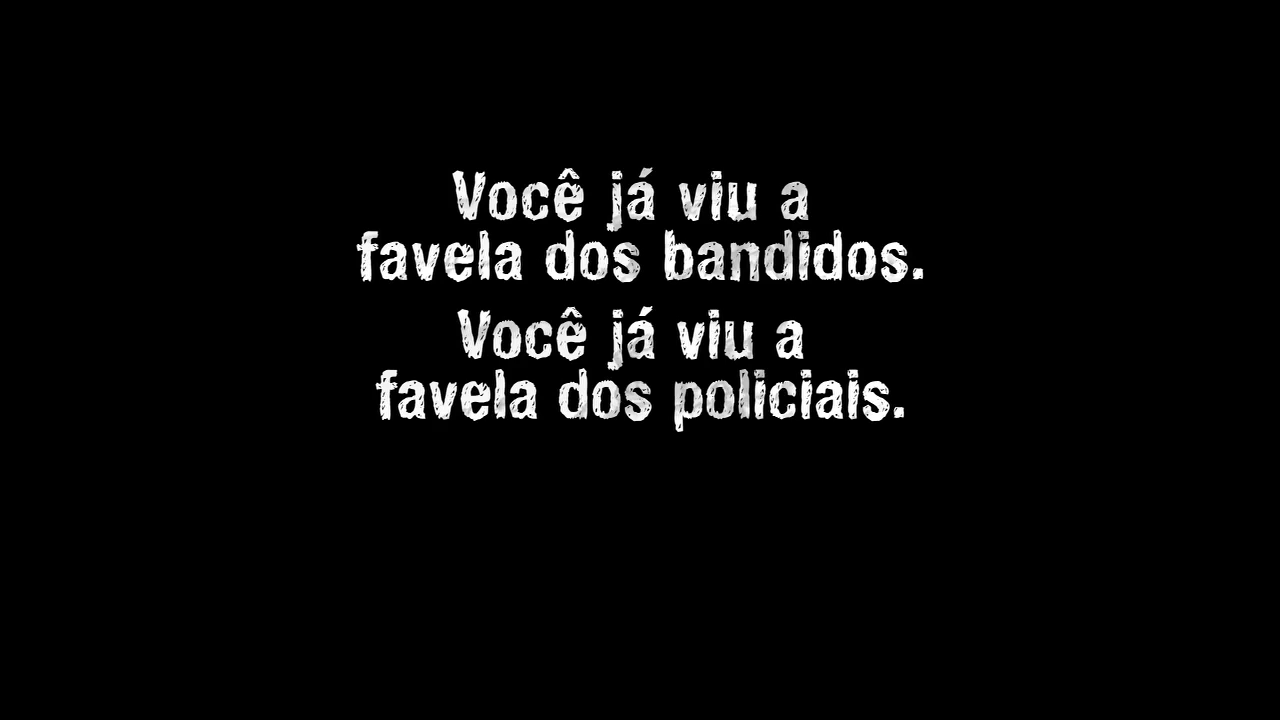 Você já viu a
favela dos bandidos.
Você já viu a
favela dos policiais.